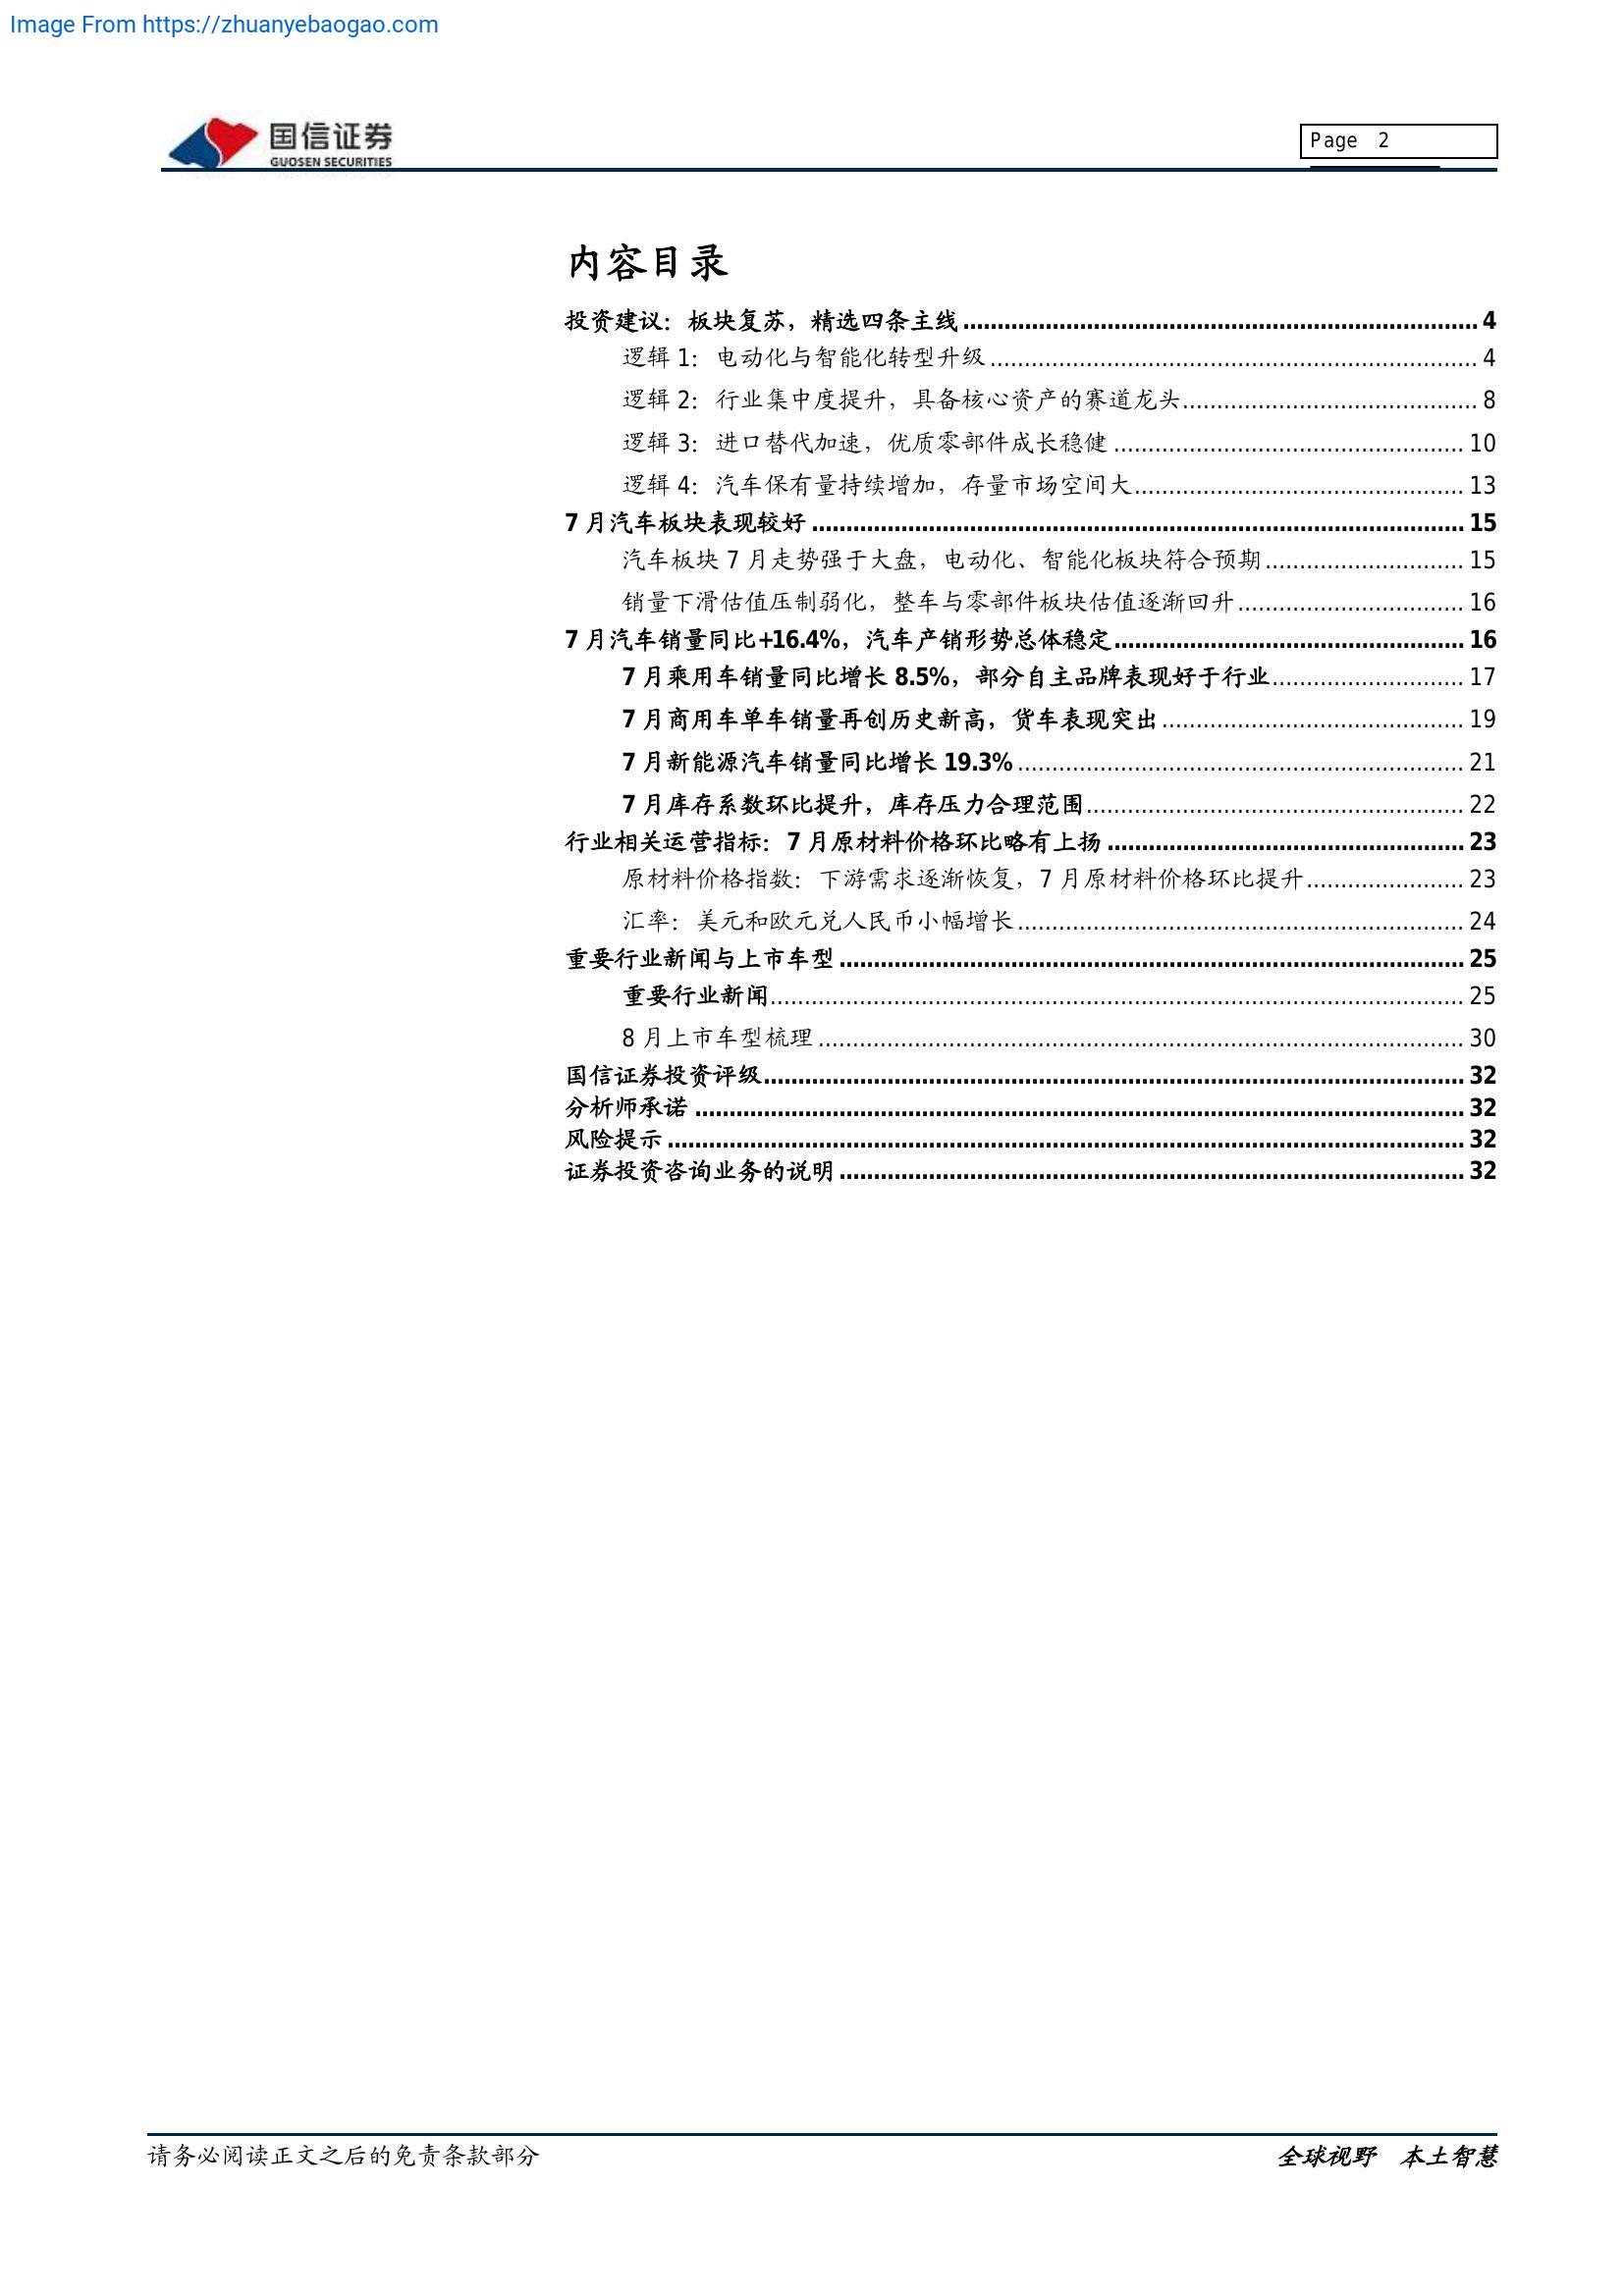 Image From https://zhuanyebaogao.com
国信证券
GUOSEN SECURITIES
Page 2
内容目录
投资建议：板块复苏，精选四条主线........................................................................... 4
逻辑 1：电动化与智能化转型升级....................................................................... 4
逻辑 2：行业集中度提升，具备核心资产的赛道龙头........................................... 8
逻辑 3：进口替代加速，优质零部件成长稳健................................................... 10
逻辑 4：汽车保有量持续增加，存量市场空间大................................................ 13
7 月汽车板块表现较好............................................................................................... 15
汽车板块 7 月走势强于大盘，电动化、智能化板块符合预期............................. 15
销量下滑估值压制弱化，整车与零部件板块估值逐渐回升................................. 16
7 月汽车销量同比+16.4%，汽车产销形势总体稳定................................................... 16
7 月乘用车销量同比增长 8.5%，部分自主品牌表现好于行业............................ 17
7 月商用车单车销量再创历史新高，货车表现突出............................................ 19
7 月新能源汽车销量同比增长 19.3%................................................................. 21
7 月库存系数环比提升，库存压力合理范围....................................................... 22
行业相关运营指标：7 月原材料价格环比略有上扬.................................................... 23
原材料价格指数：下游需求逐渐恢复，7 月原材料价格环比提升....................... 23
汇率：美元和欧元兑人民币小幅增长................................................................. 24
重要行业新闻与上市车型........................................................................................... 25
重要行业新闻..................................................................................................... 25
8 月上市车型梳理.............................................................................................. 30
国信证券投资评级...................................................................................................... 32
分析师承诺................................................................................................................ 32
风险提示.................................................................................................................... 32
证券投资咨询业务的说明........................................................................................... 32
请务必阅读正文之后的免责条款部分
全球视野 本土智慧